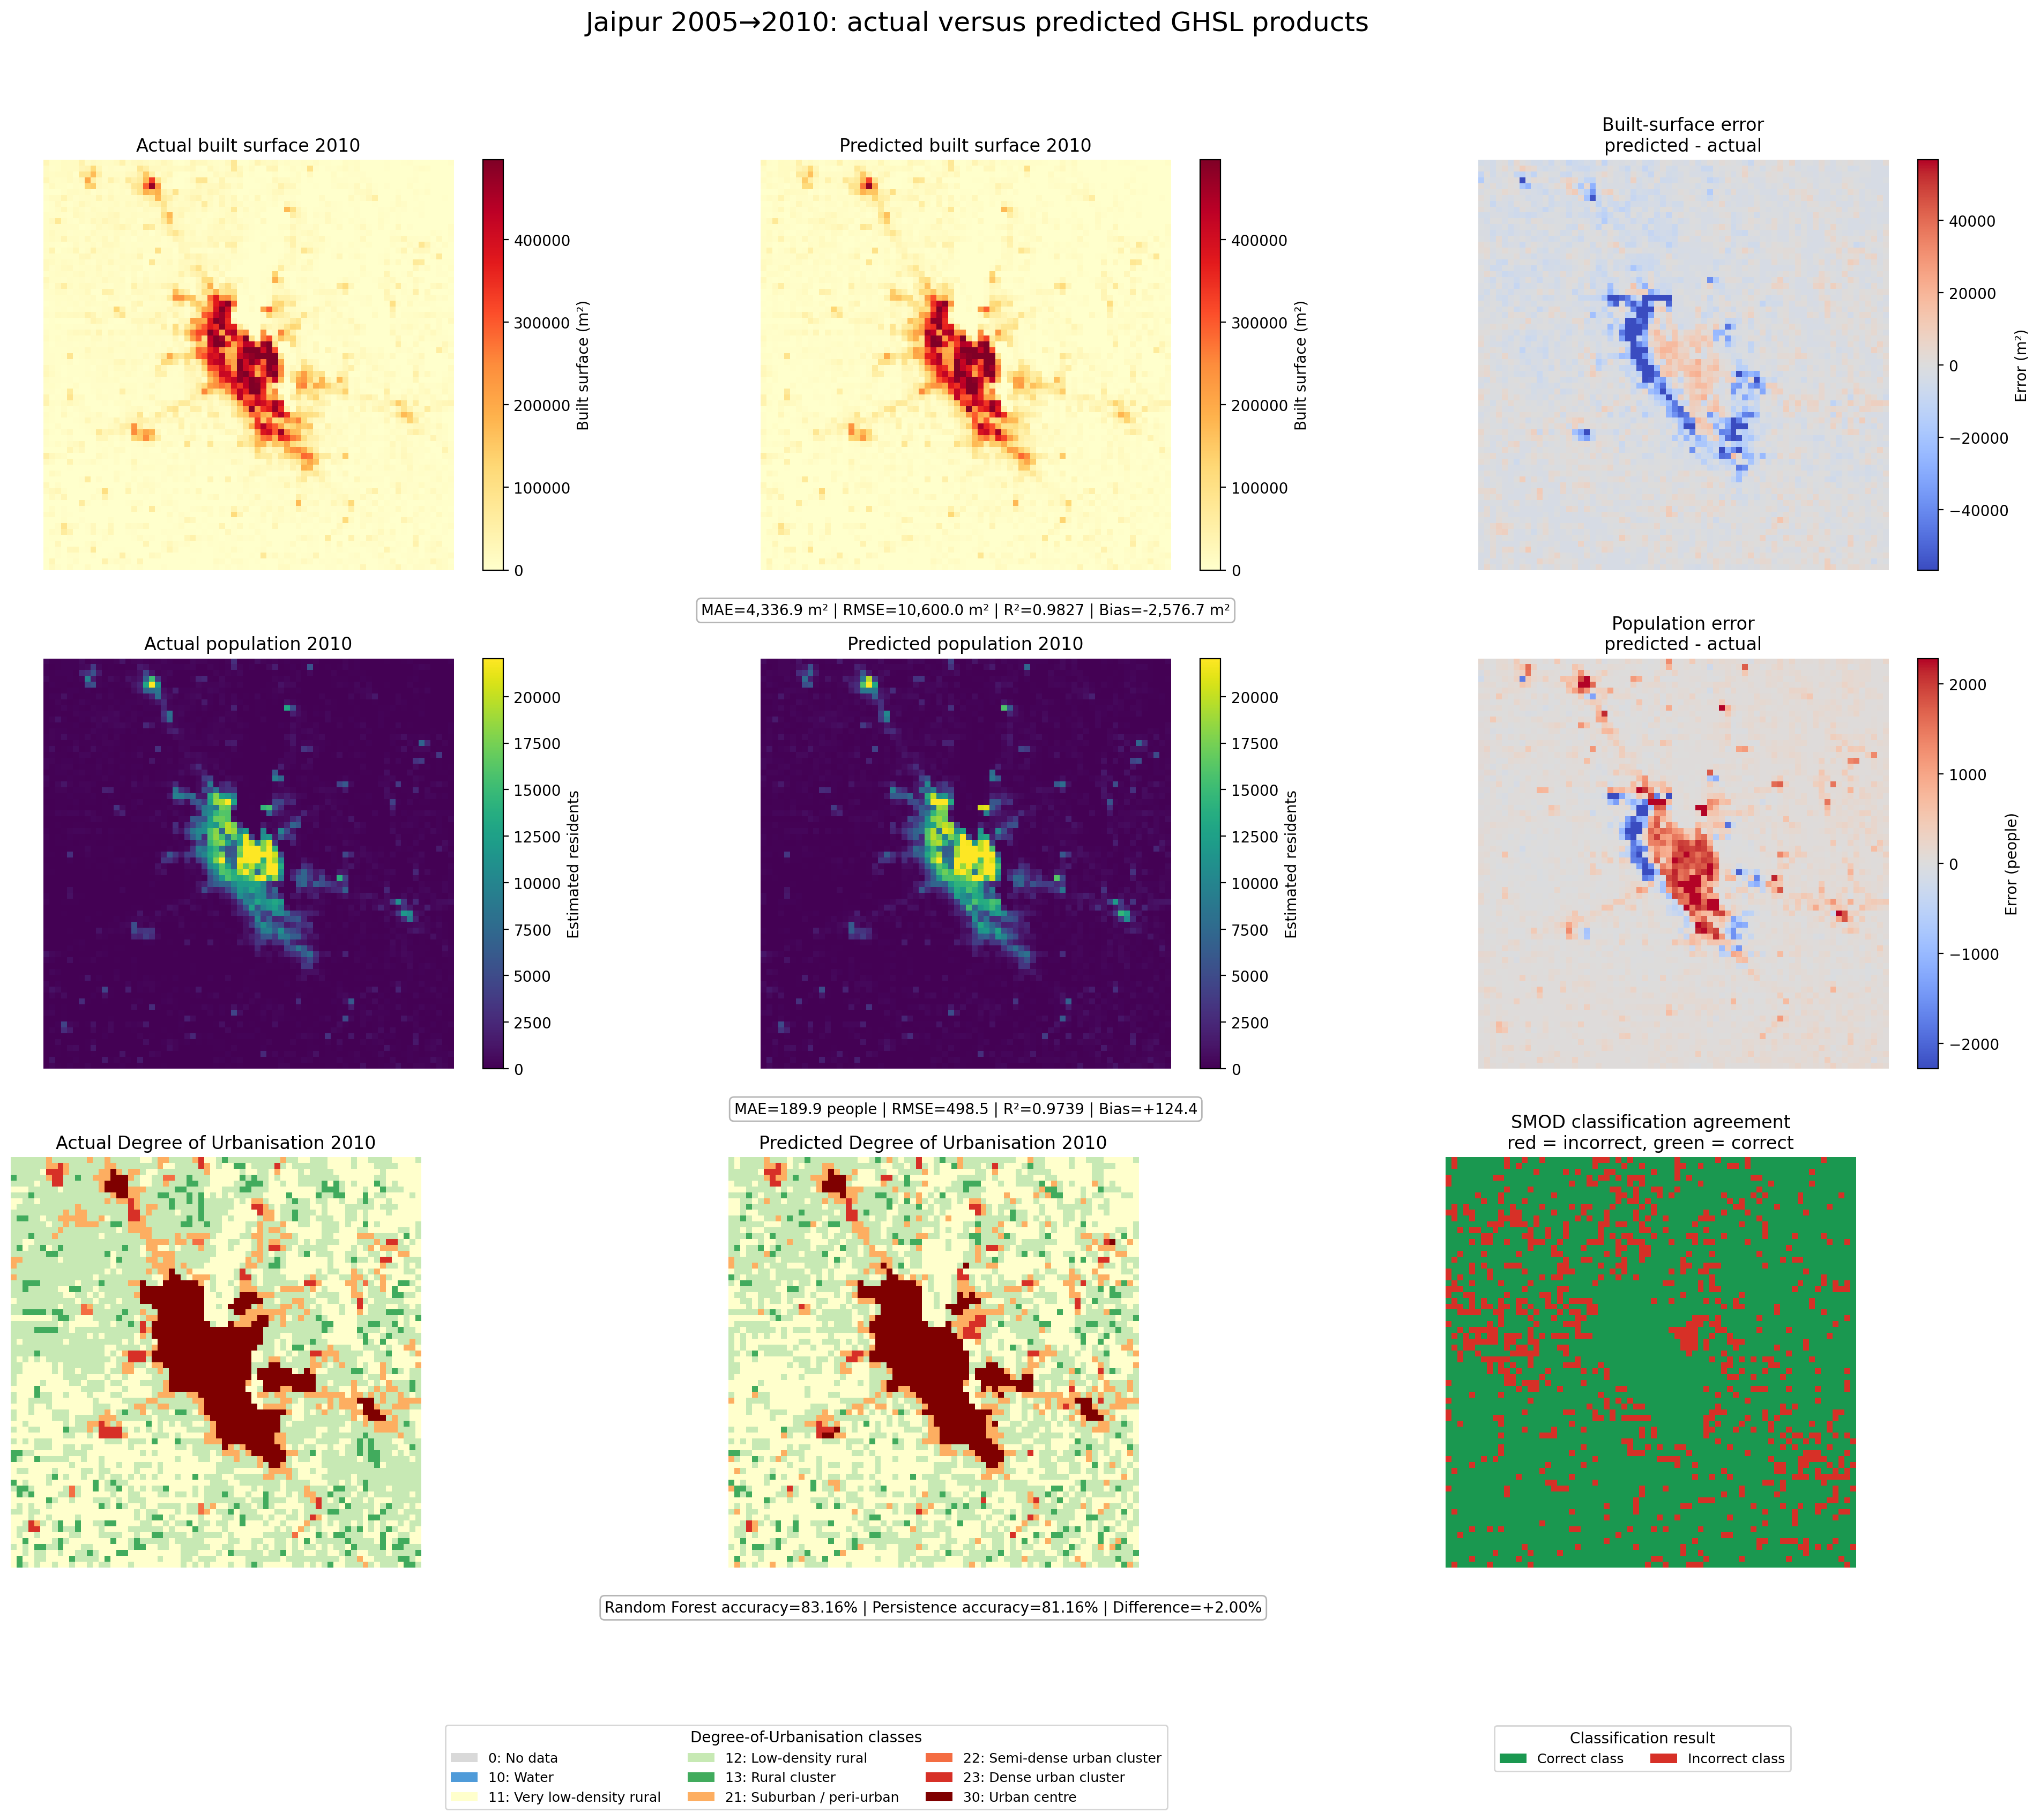 Jaipur 2005→2010: actual versus predicted GHSL products
Actual built surface 2010
400000
300000
200000
100000
0
Built surface (m²)
Predicted built surface 2010
400000
300000
200000
100000
0
Built surface (m²)
Built-surface error
predicted - actual
40000
20000
0
−20000
−40000
Error (m²)
MAE=4,336.9 m² | RMSE=10,600.0 m² | R²=0.9827 | Bias=-2,576.7 m²
Actual population 2010
20000
17500
15000
12500
10000
7500
5000
2500
0
Estimated residents
Predicted population 2010
20000
17500
15000
12500
10000
7500
5000
2500
0
Estimated residents
Population error
predicted - actual
2000
1000
0
−1000
−2000
Error (people)
MAE=189.9 people | RMSE=498.5 | R²=0.9739 | Bias=+124.4
Actual Degree of Urbanisation 2010
Predicted Degree of Urbanisation 2010
SMOD classification agreement
red = incorrect, green = correct
Random Forest accuracy=83.16% | Persistence accuracy=81.16% | Difference=+2.00%
Degree-of-Urbanisation classes
0: No data
10: Water
11: Very low-density rural
12: Low-density rural
13: Rural cluster
21: Suburban / peri-urban
22: Semi-dense urban cluster
23: Dense urban cluster
30: Urban centre
Classification result
Correct class
Incorrect class